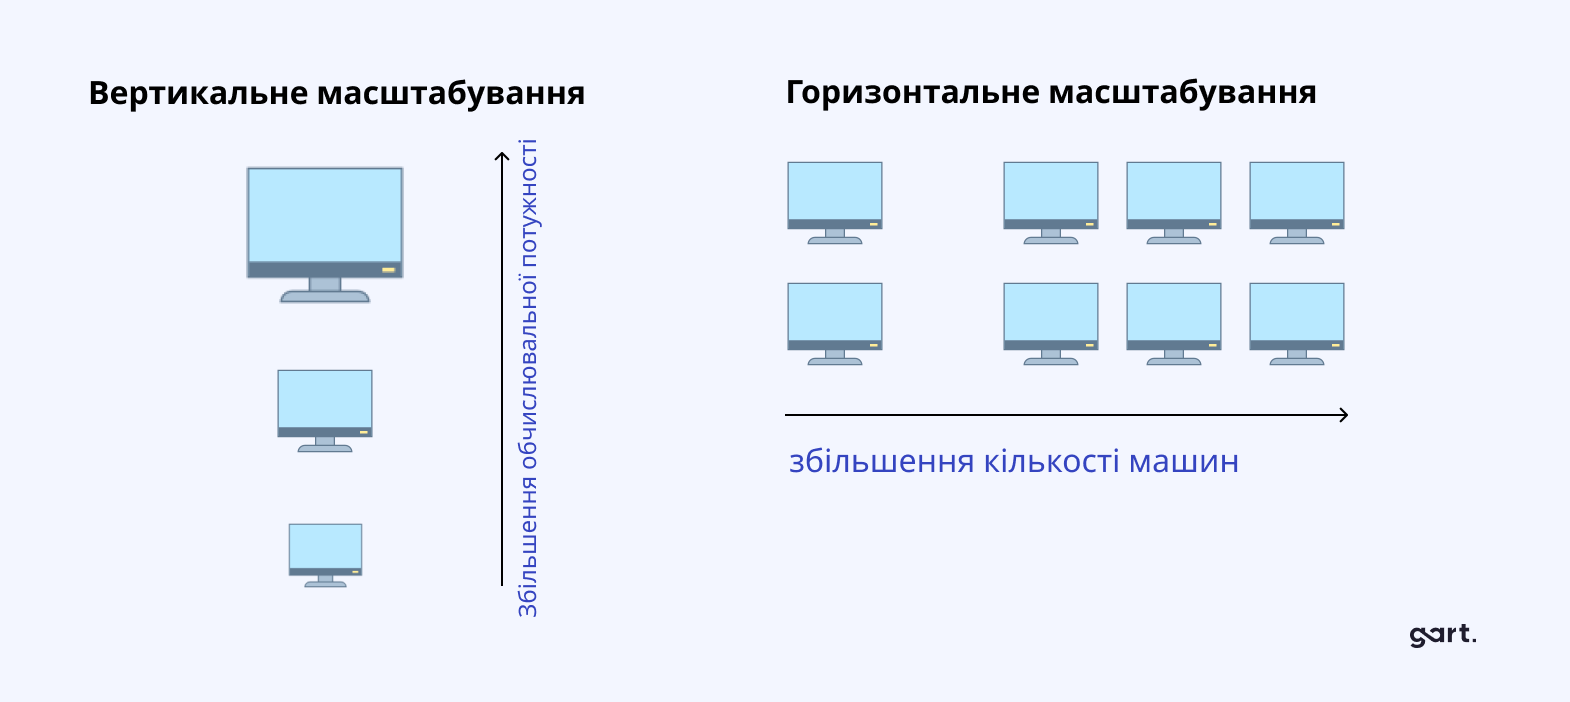 Вертикальне масштабування
Збільшення обчислювальної потужності
Горизонтальне масштабування
збільшення кількості машин
gart.